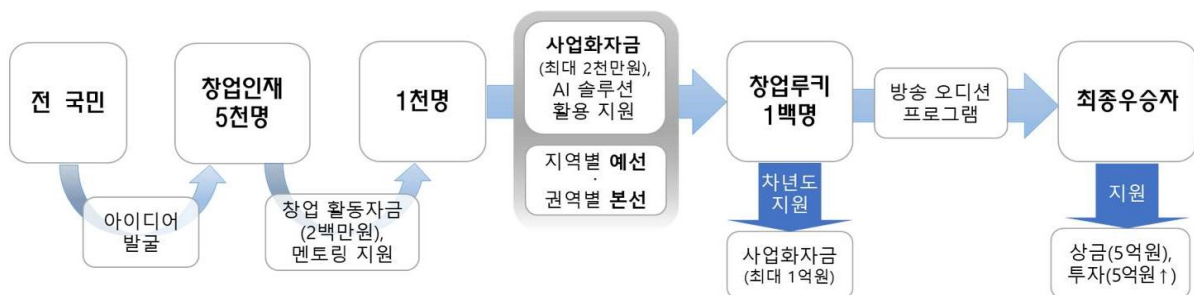 전 국민
아이디어
발굴
창업인재
5천명
창업 활동자금
(2백만원),
멘토링 지원
1천명
사업화자금
(최대 2천만원),
AI 솔루션
활용 지원
지역별 예선
·
권역별 본선
창업루키
1백명
차년도
지원
사업화자금
(최대 1억원)
방송 오디션
프로그램
최종우승자
지원
상금(5억원),
투자(5억원↑)